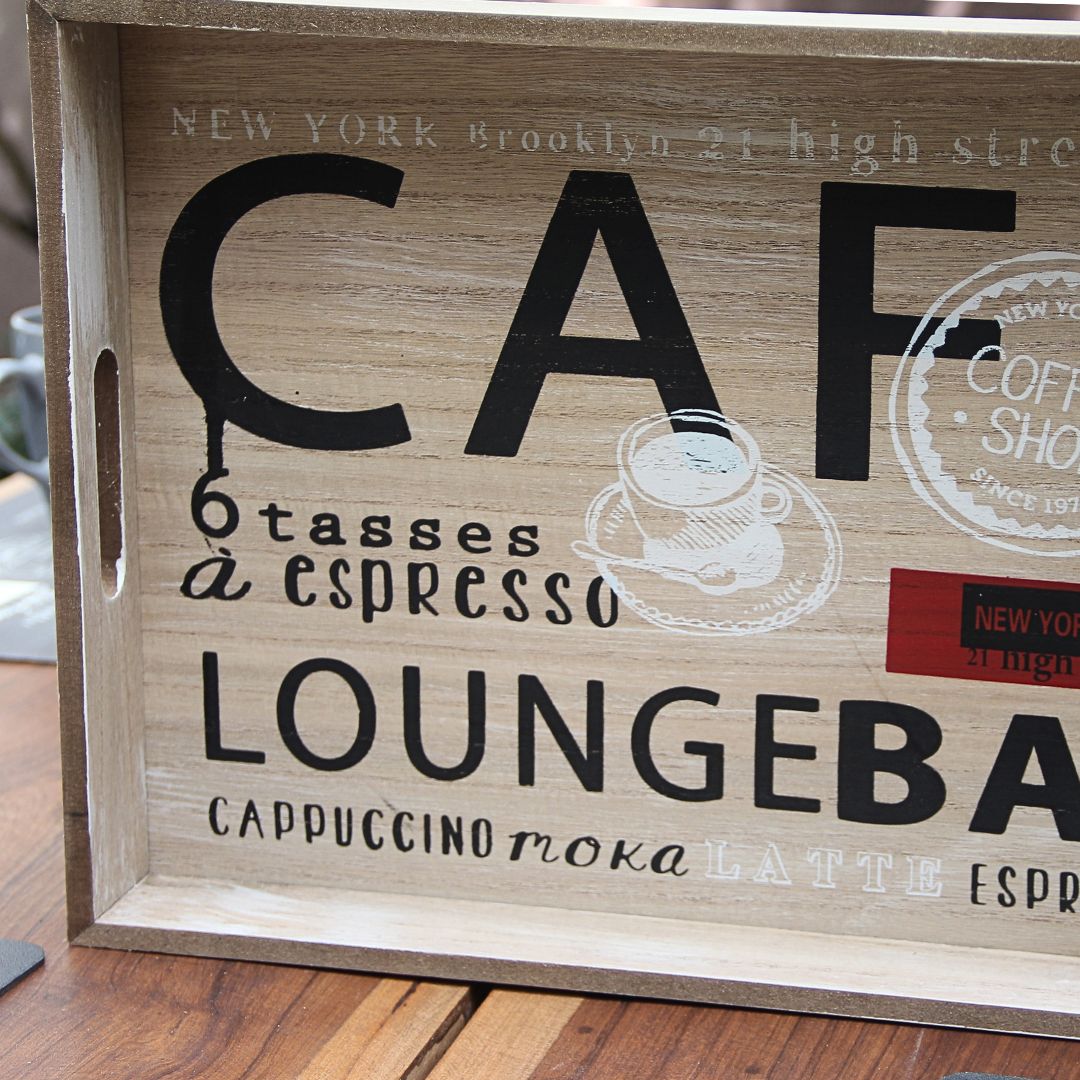 NEW YORK Brooklyn 21 high stre
CAF
NEW YO
COFF
SHO
SINCE 197
6 tasses
à espresso
NEW YOR
21 high
LOUNGEBA
CAPPUCCINO moka LATTE ESPR